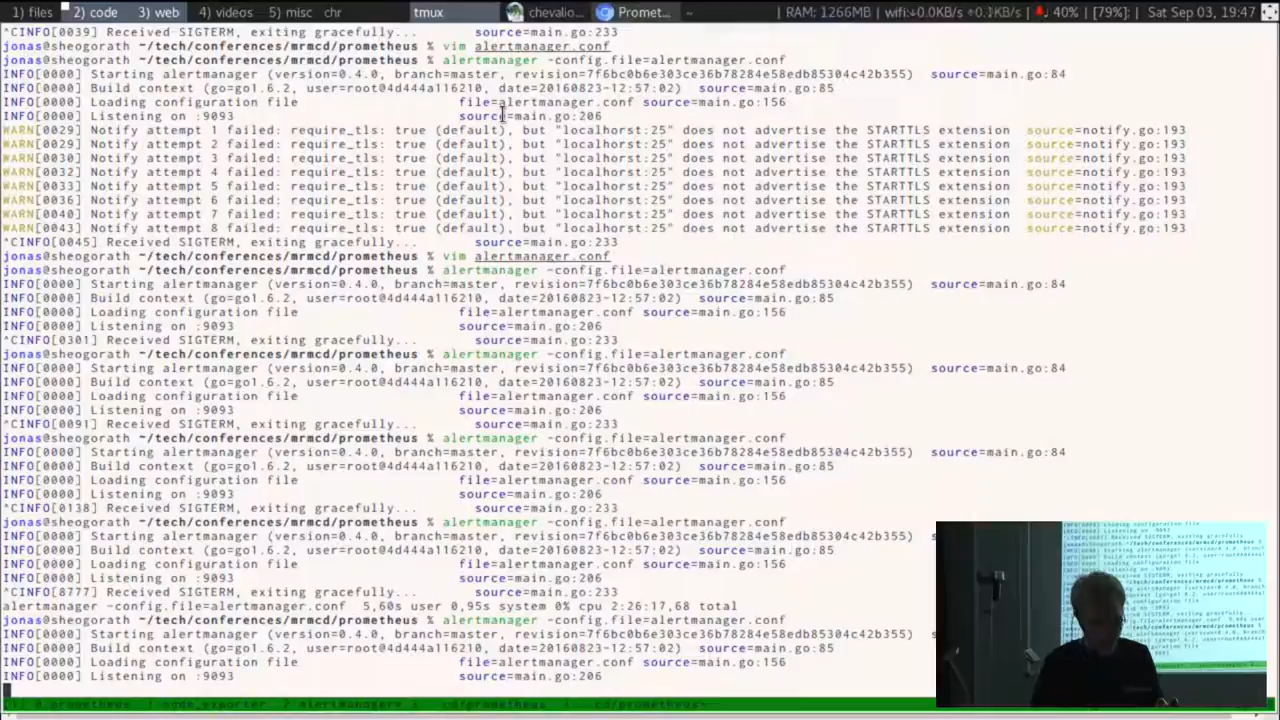 1) files 2) code 3) web 4) videos 5) misc chr tmux chevalio... Promet... ~ | RAM: 1266MB | wifi: 0.0KB/s 0.1KB/s | 40% | [79%]; | Sat Sep 03, 19:47
^CINFO[0039] Received SIGTERM, exiting gracefully... source=main.go:233
jonas@sheogorath ~/tech/conferences/mrmcd/prometheus % vim alertmanager.conf
jonas@sheogorath ~/tech/conferences/mrmcd/prometheus % alertmanager -config.file=alertmanager.conf
INFO[0000] Starting alertmanager (version=0.4.0, branch=master, revision=7f6bc0b6e303ce36b78284e58edb85304c42b355) source=main.go:84
INFO[0000] Build context (go=go1.6.2, user=root@4d444a116210, date=20160823-12:57:02) source=main.go:85
INFO[0000] Loading configuration file file=alertmanager.conf source=main.go:156
INFO[0000] Listening on :9093 source=main.go:206
WARN[0029] Notify attempt 1 failed: require_tls: true (default), but "localhorst:25" does not advertise the STARTTLS extension source=notify.go:193
WARN[0029] Notify attempt 2 failed: require_tls: true (default), but "localhorst:25" does not advertise the STARTTLS extension source=notify.go:193
WARN[0030] Notify attempt 3 failed: require_tls: true (default), but "localhorst:25" does not advertise the STARTTLS extension source=notify.go:193
WARN[0032] Notify attempt 4 failed: require_tls: true (default), but "localhorst:25" does not advertise the STARTTLS extension source=notify.go:193
WARN[0033] Notify attempt 5 failed: require_tls: true (default), but "localhorst:25" does not advertise the STARTTLS extension source=notify.go:193
WARN[0036] Notify attempt 6 failed: require_tls: true (default), but "localhorst:25" does not advertise the STARTTLS extension source=notify.go:193
WARN[0040] Notify attempt 7 failed: require_tls: true (default), but "localhorst:25" does not advertise the STARTTLS extension source=notify.go:193
WARN[0043] Notify attempt 8 failed: require_tls: true (default), but "localhorst:25" does not advertise the STARTTLS extension source=notify.go:193
^CINFO[0045] Received SIGTERM, exiting gracefully... source=main.go:233
jonas@sheogorath ~/tech/conferences/mrmcd/prometheus % vim alertmanager.conf
jonas@sheogorath ~/tech/conferences/mrmcd/prometheus % alertmanager -config.file=alertmanager.conf
INFO[0000] Starting alertmanager (version=0.4.0, branch=master, revision=7f6bc0b6e303ce36b78284e58edb85304c42b355) source=main.go:84
INFO[0000] Build context (go=go1.6.2, user=root@4d444a116210, date=20160823-12:57:02) source=main.go:85
INFO[0000] Loading configuration file file=alertmanager.conf source=main.go:156
INFO[0000] Listening on :9093 source=main.go:206
^CINFO[0301] Received SIGTERM, exiting gracefully... source=main.go:233
jonas@sheogorath ~/tech/conferences/mrmcd/prometheus % alertmanager -config.file=alertmanager.conf
INFO[0000] Starting alertmanager (version=0.4.0, branch=master, revision=7f6bc0b6e303ce36b78284e58edb85304c42b355) source=main.go:84
INFO[0000] Build context (go=go1.6.2, user=root@4d444a116210, date=20160823-12:57:02) source=main.go:85
INFO[0000] Loading configuration file file=alertmanager.conf source=main.go:156
INFO[0000] Listening on :9093 source=main.go:206
^CINFO[0091] Received SIGTERM, exiting gracefully... source=main.go:233
jonas@sheogorath ~/tech/conferences/mrmcd/prometheus % alertmanager -config.file=alertmanager.conf
INFO[0000] Starting alertmanager (version=0.4.0, branch=master, revision=7f6bc0b6e303ce36b78284e58edb85304c42b355) source=main.go:84
INFO[0000] Build context (go=go1.6.2, user=root@4d444a116210, date=20160823-12:57:02) source=main.go:85
INFO[0000] Loading configuration file file=alertmanager.conf source=main.go:156
INFO[0000] Listening on :9093 source=main.go:206
^CINFO[0138] Received SIGTERM, exiting gracefully... source=main.go:233
jonas@sheogorath ~/tech/conferences/mrmcd/prometheus % alertmanager -config.file=alertmanager.conf
INFO[0000] Starting alertmanager (version=0.4.0, branch=master, revision=7f6bc0b6e303ce36b78284e58edb85304c42b355)
INFO[0000] Build context (go=go1.6.2, user=root@4d444a116210, date=20160823-12:57:02) source=main.go:85
INFO[0000] Loading configuration file file=alertmanager.conf source=main.go:156
INFO[0000] Listening on :9093 source=main.go:206
^CINFO[8777] Received SIGTERM, exiting gracefully... source=main.go:233
alertmanager -config.file=alertmanager.conf 5,60s user 8,95s system 0% cpu 2:26:17,68 total
jonas@sheogorath ~/tech/conferences/mrmcd/prometheus % alertmanager -config.file=alertmanager.conf
INFO[0000] Starting alertmanager (version=0.4.0, branch=master, revision=7f6bc0b6e303ce36b78284e58edb85304c42b355)
INFO[0000] Build context (go=go1.6.2, user=root@4d444a116210, date=20160823-12:57:02) source=main.go:85
INFO[0000] Loading configuration file file=alertmanager.conf source=main.go:156
INFO[0000] Listening on :9093 source=main.go:206